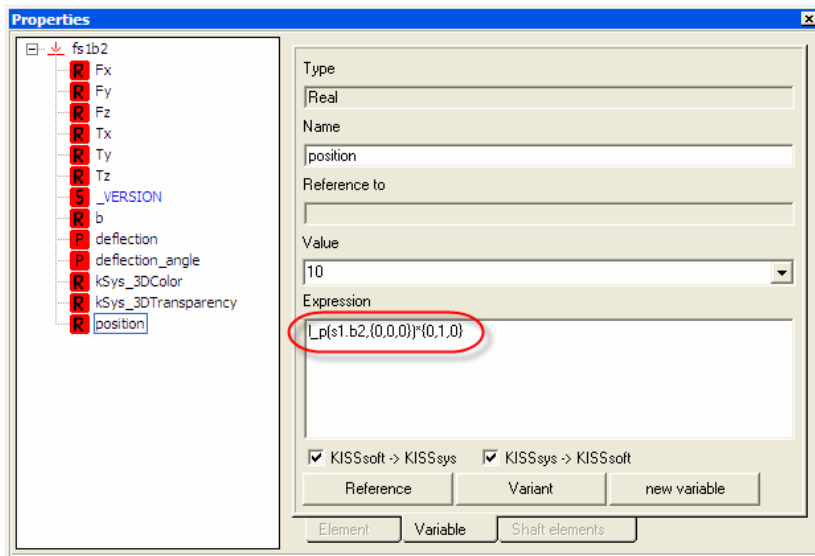 Properties
fs1b2
R Fx
R Fy
R Fz
R Tx
R Ty
R Tz
S _VERSION
R b
P deflection
P deflection_angle
R kSys_3DColor
R kSys_3DTransparency
R position
Type
Real
Name
position
Reference to
Value
10
Expression
l_p(s1.b2,{0,0,0})*{0,1,0}
KISSsoft -> KISSsys KISSsys -> KISSsoft
Reference Variant new variable
Element Variable Shaft elements